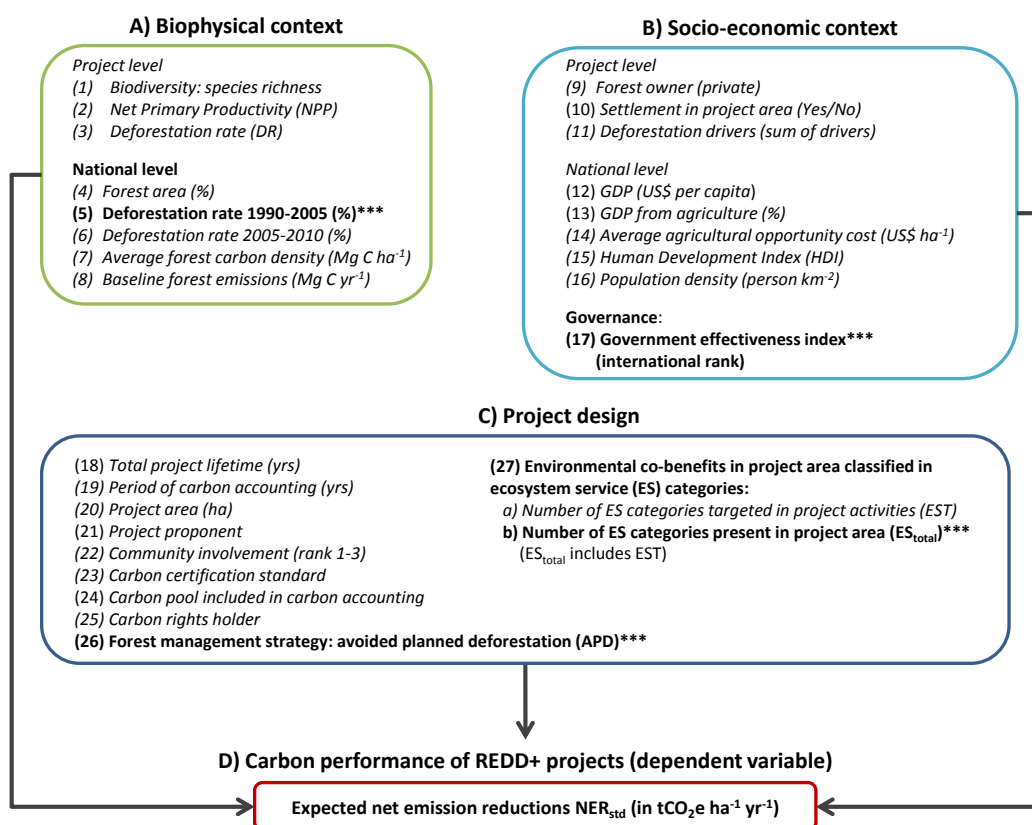 A) Biophysical context
Project level
(1) Biodiversity: species richness
(2) Net Primary Productivity (NPP)
(3) Deforestation rate (DR)
National level
(4) Forest area (%)
(5) Deforestation rate 1990-2005 (%)***
(6) Deforestation rate 2005-2010 (%)
(7) Average forest carbon density (Mg C ha⁻¹)
(8) Baseline forest emissions (Mg C yr⁻¹)
B) Socio-economic context
Project level
(9) Forest owner (private)
(10) Settlement in project area (Yes/No)
(11) Deforestation drivers (sum of drivers)
National level
(12) GDP (US$ per capita)
(13) GDP from agriculture (%)
(14) Average agricultural opportunity cost (US$ ha⁻¹)
(15) Human Development Index (HDI)
(16) Population density (person km⁻²)
Governance:
(17) Government effectiveness index***
(international rank)
C) Project design
(18) Total project lifetime (yrs)
(19) Period of carbon accounting (yrs)
(20) Project area (ha)
(21) Project proponent
(22) Community involvement (rank 1-3)
(23) Carbon certification standard
(24) Carbon pool included in carbon accounting
(25) Carbon rights holder
(26) Forest management strategy: avoided planned deforestation (APD)***
(27) Environmental co-benefits in project area classified in
ecosystem service (ES) categories:
a) Number of ES categories targeted in project activities (EST)
b) Number of ES categories present in project area (ES_total)***
(ES_total includes EST)
D) Carbon performance of REDD+ projects (dependent variable)
Expected net emission reductions NER_std (in tCO₂e ha⁻¹ yr⁻¹)